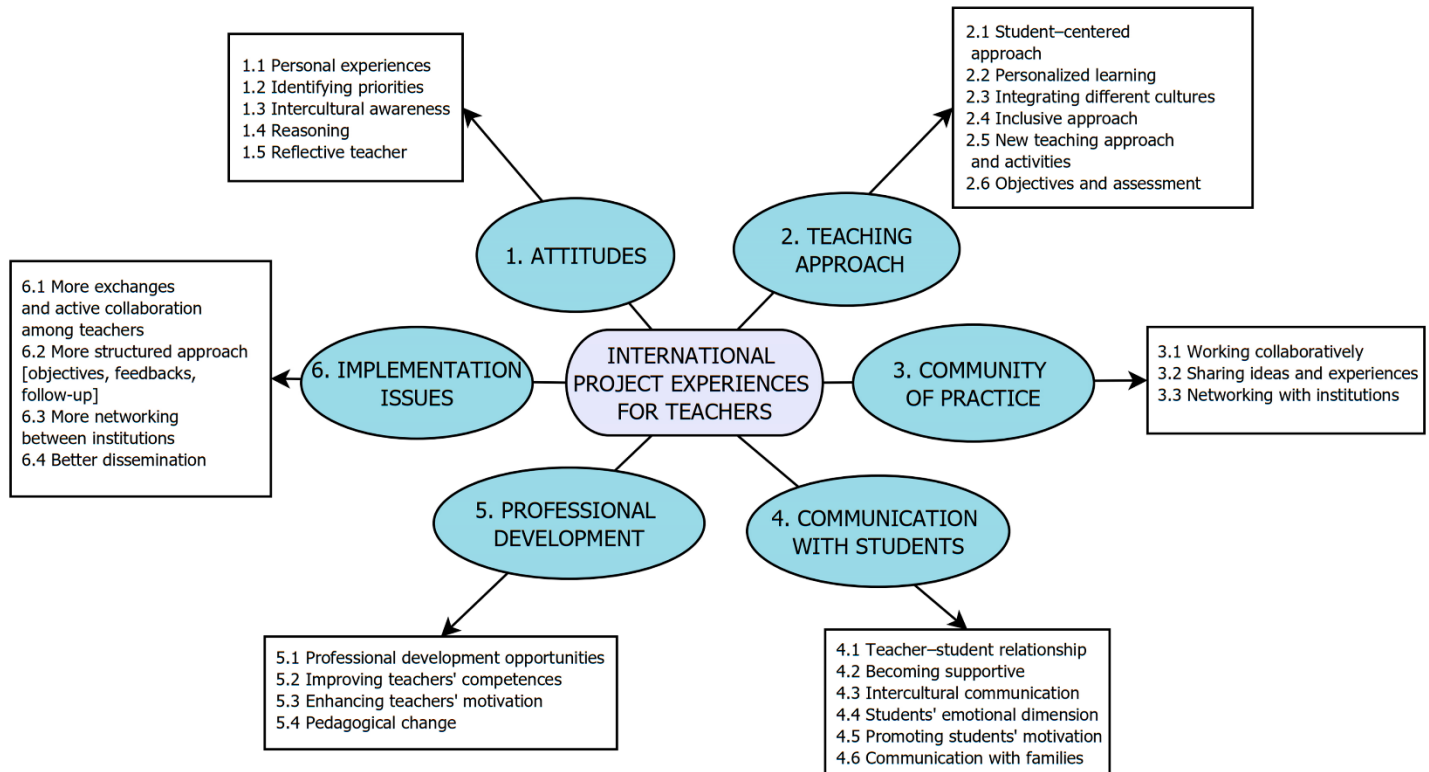 INTERNATIONAL
PROJECT EXPERIENCES
FOR TEACHERS
1. ATTITUDES
1.1 Personal experiences
1.2 Identifying priorities
1.3 Intercultural awareness
1.4 Reasoning
1.5 Reflective teacher
2. TEACHING
APPROACH
2.1 Student–centered
approach
2.2 Personalized learning
2.3 Integrating different cultures
2.4 Inclusive approach
2.5 New teaching approach
and activities
2.6 Objectives and assessment
3. COMMUNITY
OF PRACTICE
3.1 Working collaboratively
3.2 Sharing ideas and experiences
3.3 Networking with institutions
4. COMMUNICATION
WITH STUDENTS
4.1 Teacher–student relationship
4.2 Becoming supportive
4.3 Intercultural communication
4.4 Students' emotional dimension
4.5 Promoting students' motivation
4.6 Communication with families
5. PROFESSIONAL
DEVELOPMENT
5.1 Professional development opportunities
5.2 Improving teachers' competences
5.3 Enhancing teachers' motivation
5.4 Pedagogical change
6. IMPLEMENTATION
ISSUES
6.1 More exchanges
and active collaboration
among teachers
6.2 More structured approach
[objectives, feedbacks,
follow-up]
6.3 More networking
between institutions
6.4 Better dissemination